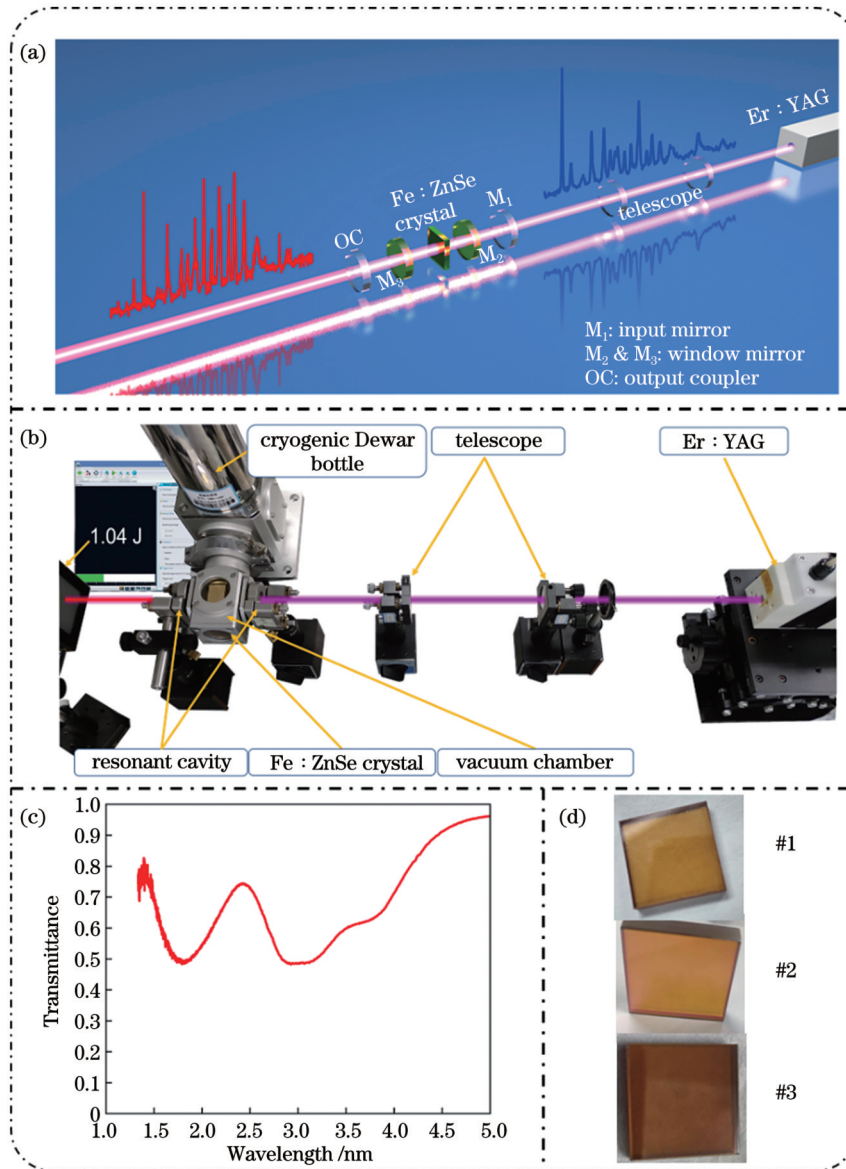 (a)
Er：YAG
Fe：ZnSe
crystal
M1
OC
telescope
M3
M2
M1: input mirror
M2 & M3: window mirror
OC: output coupler
(b)
cryogenic Dewar
bottle
telescope
Er：YAG
1.04 J
resonant cavity
Fe：ZnSe crystal
vacuum chamber
(c)
1.0
0.9
0.8
0.7
0.6
0.5
0.4
0.3
0.2
0.1
0
Transmittance
1.0 1.5 2.0 2.5 3.0 3.5 4.0 4.5 5.0
Wavelength /nm
(d)
#1
#2
#3